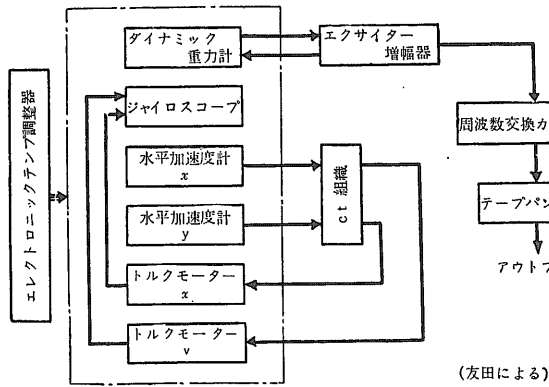 ダイナミック
重力計
エクサイター
増幅器
ジャイロスコープ
エレクトロニックテンプ調整器
周波数交換カ
水平加速度計
x
ct 組織
水平加速度計
y
テープパン
アウトプ
トルクモーター
x
トルクモーター
v
(友田による)